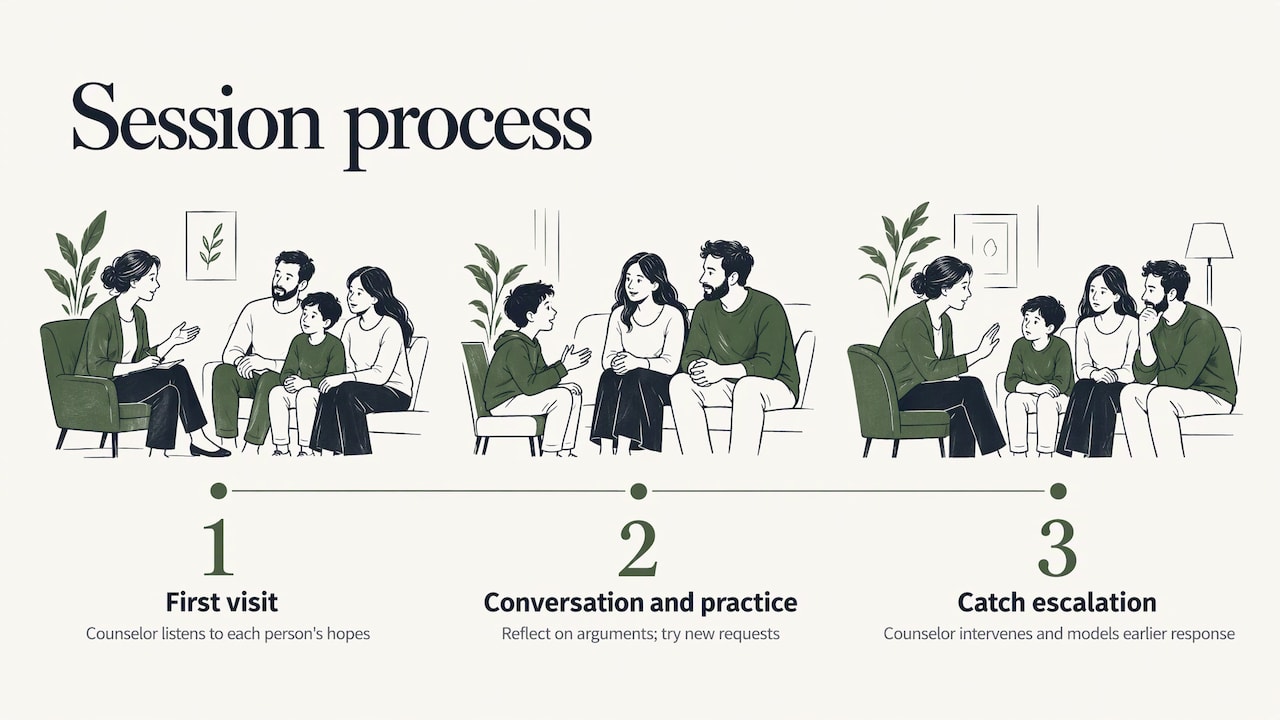 Session process
1
First visit
Counselor listens to each person's hopes
2
Conversation and practice
Reflect on arguments; try new requests
3
Catch escalation
Counselor intervenes and models earlier response